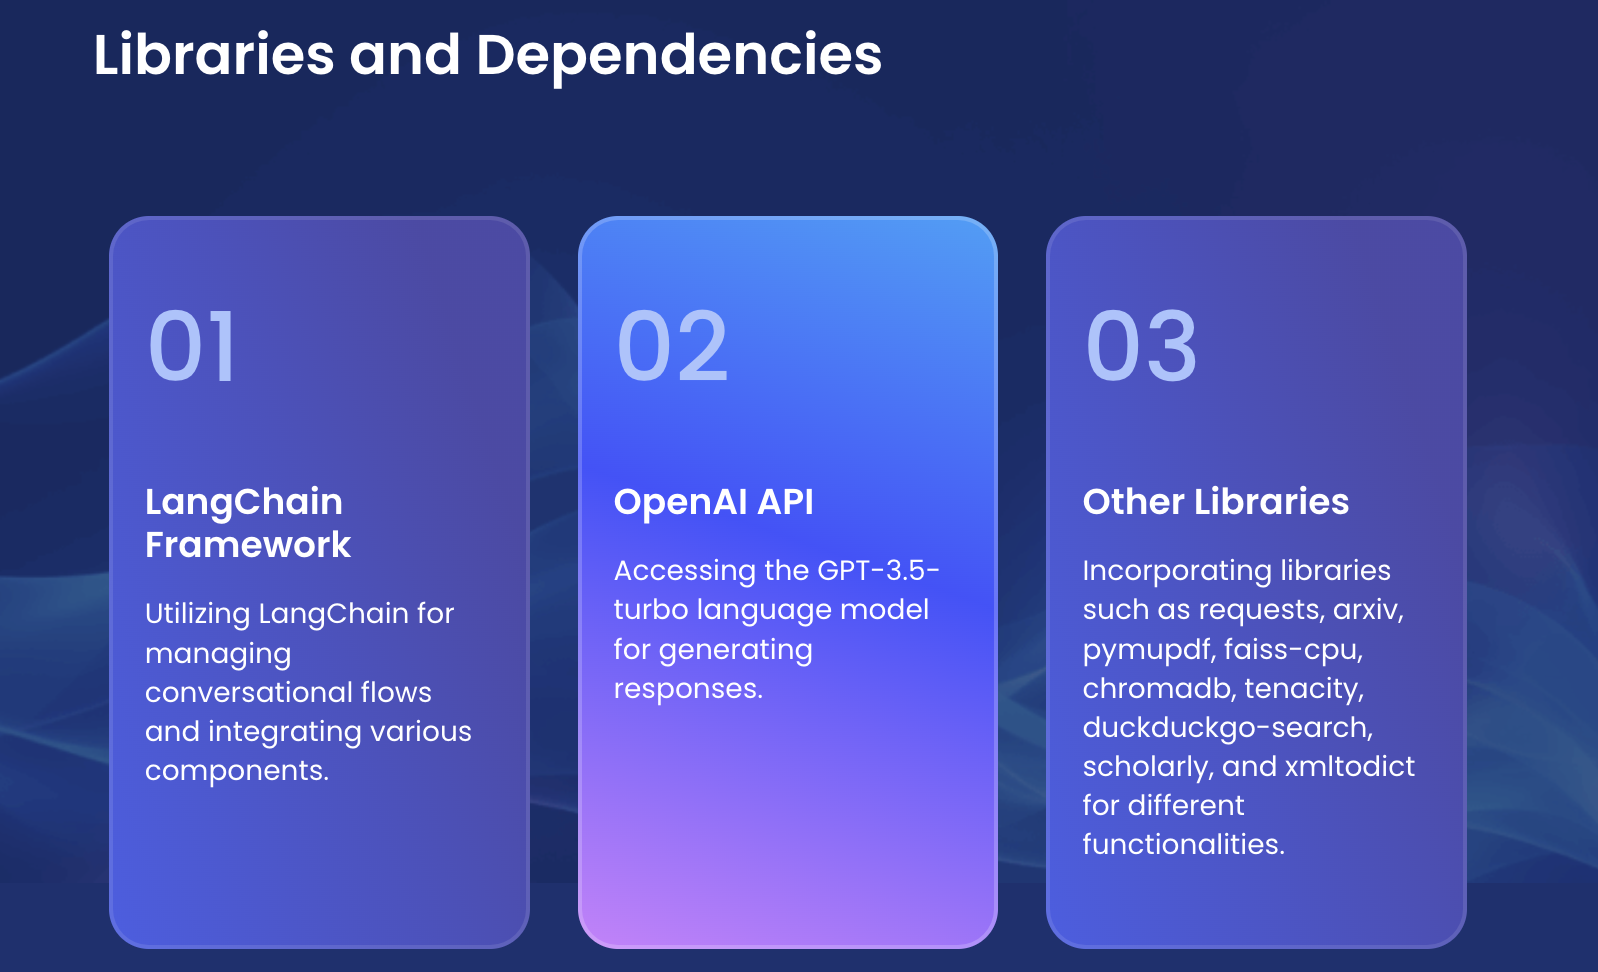 Libraries and Dependencies
01
LangChain
Framework
Utilizing LangChain for
managing
conversational flows
and integrating various
components.
02
OpenAI API
Accessing the GPT-3.5-
turbo language model
for generating
responses.
03
Other Libraries
Incorporating libraries
such as requests, arxiv,
pymupdf, faiss-cpu,
chromadb, tenacity,
duckduckgo-search,
scholarly, and xmltodict
for different
functionalities.